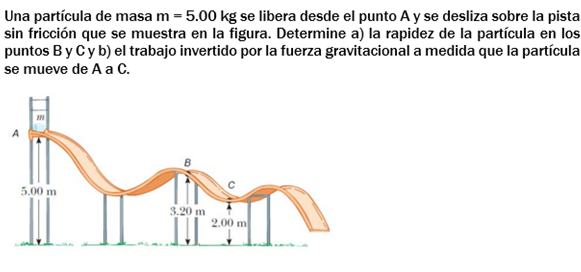 Una partícula de masa m = 5.00 kg se libera desde el punto A y se desliza sobre la pista
sin fricción que se muestra en la figura. Determine a) la rapidez de la partícula en los
puntos B y C y b) el trabajo invertido por la fuerza gravitacional a medida que la partícula
se mueve de A a C.
m
A
B
C
5.00 m
3.20 m
2.00 m